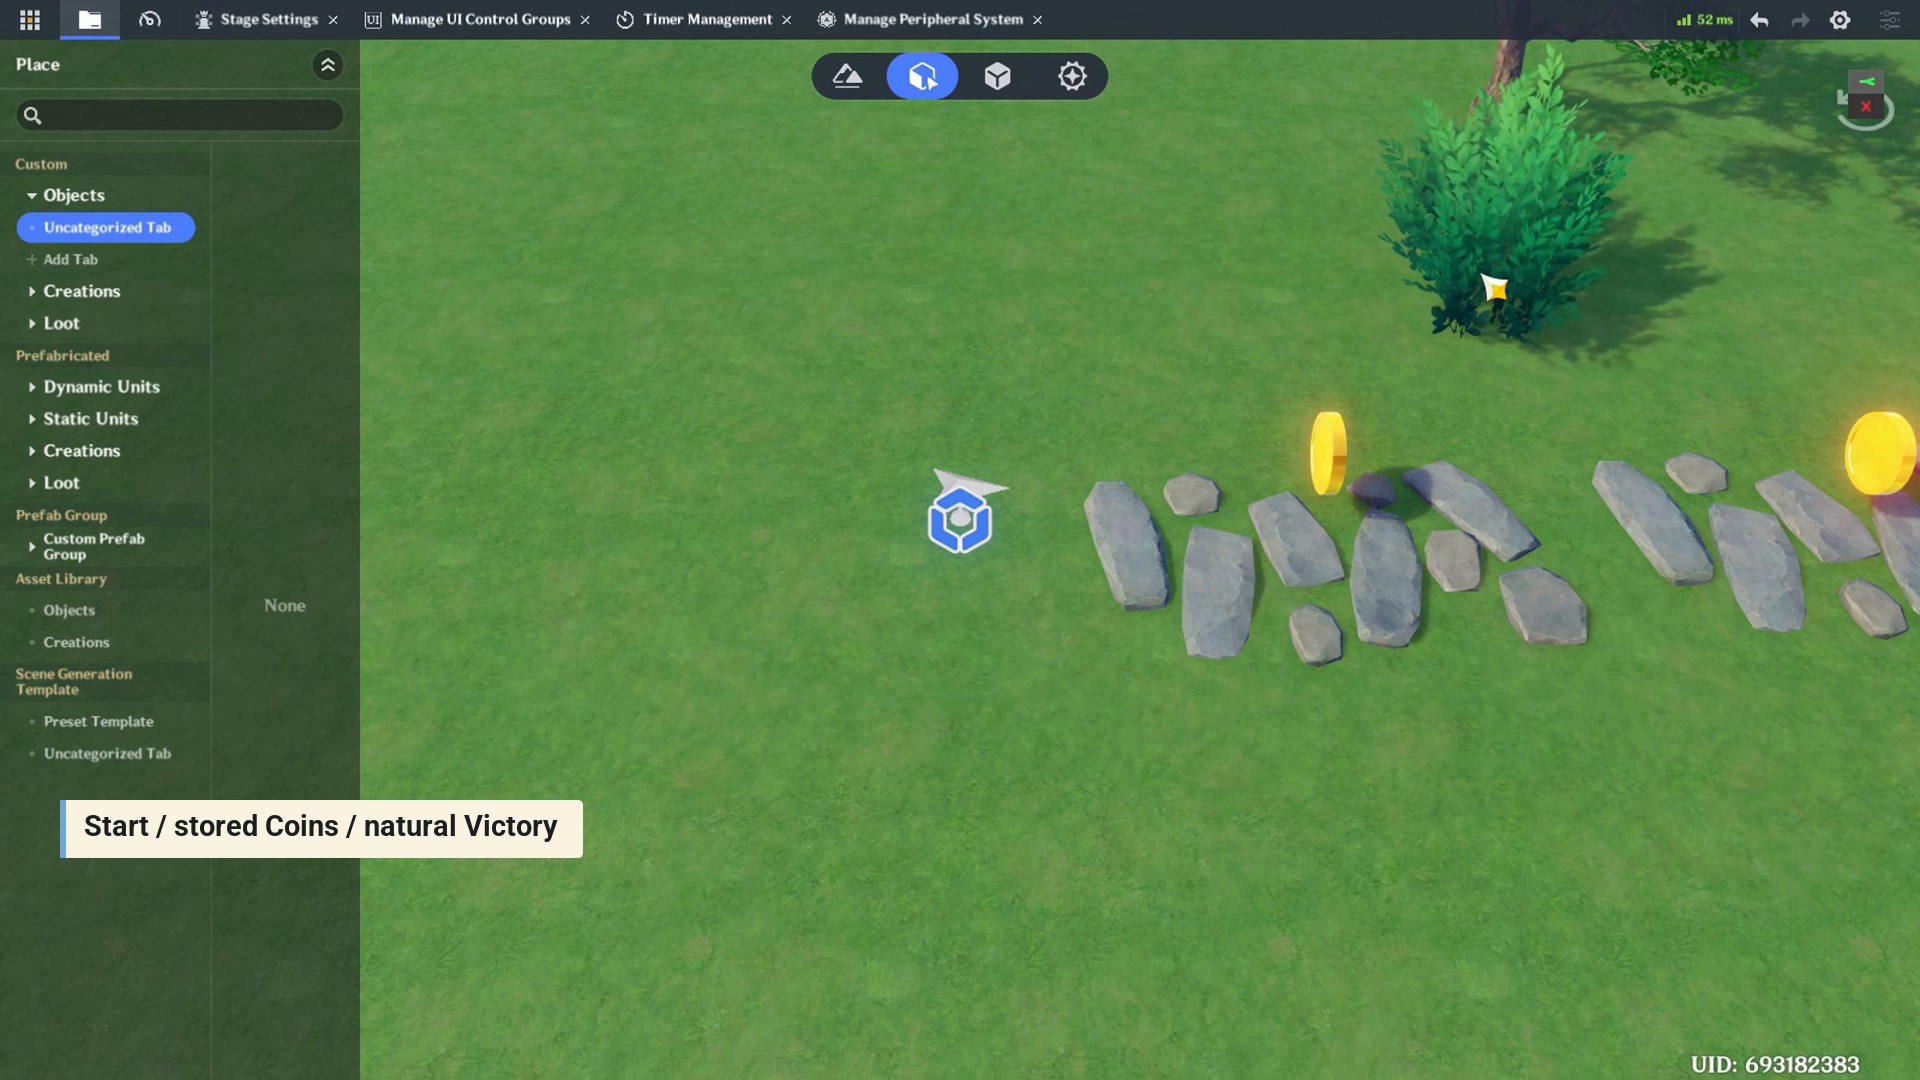 Stage Settings
Manage UI Control Groups
Timer Management
Manage Peripheral System
52 ms
Place
Custom
Objects
Uncategorized Tab
Add Tab
Creations
Loot
Prefabricated
Dynamic Units
Static Units
Creations
Loot
Prefab Group
Custom Prefab
Group
Asset Library
Objects
Creations
Scene Generation
Template
Preset Template
Uncategorized Tab
None
Start / stored Coins / natural Victory
UID: 693182383